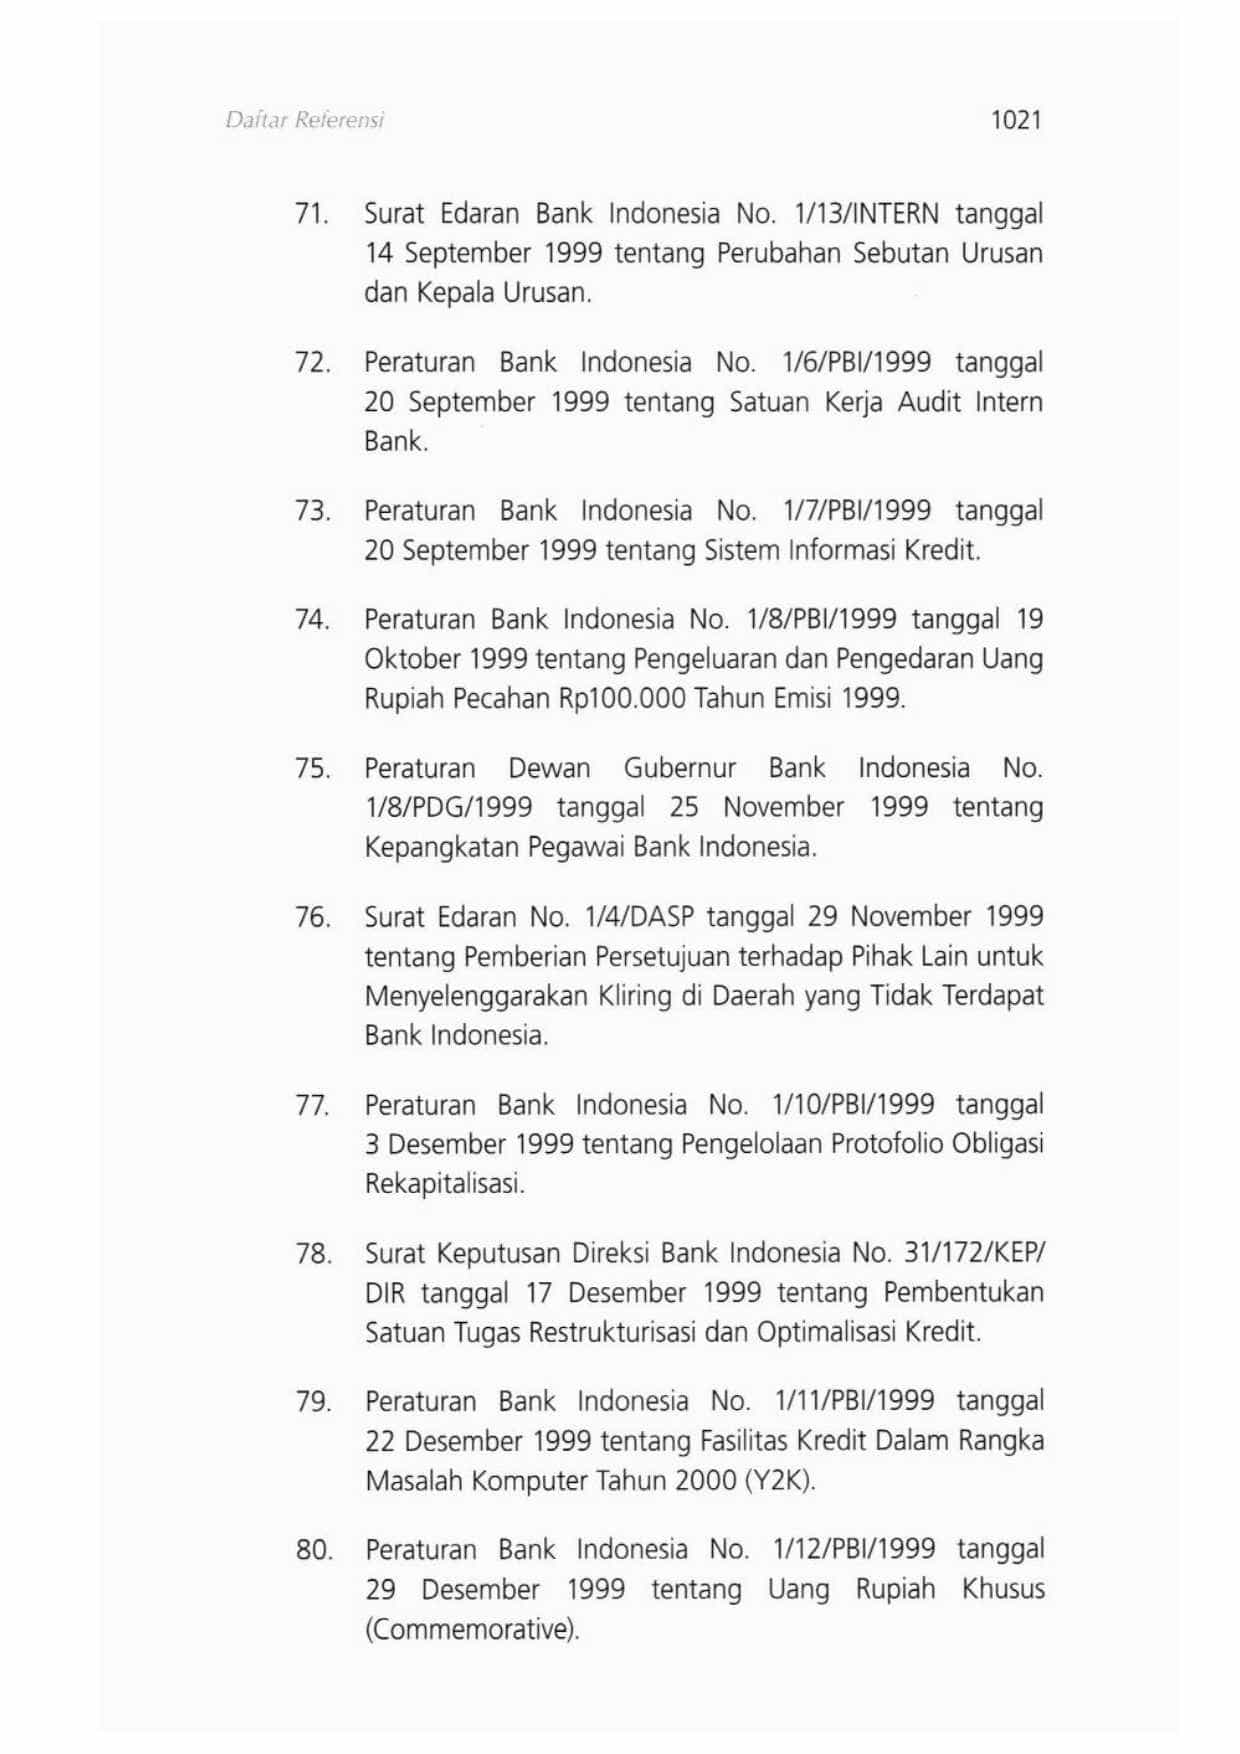 Daftar Referensi 1021
71. Surat Edaran Bank Indonesia No. 1/13/INTERN tanggal
14 September 1999 tentang Perubahan Sebutan Urusan
dan Kepala Urusan.
72. Peraturan Bank Indonesia No. 1/6/PBI/1999 tanggal
20 September 1999 tentang Satuan Kerja Audit Intern
Bank.
73. Peraturan Bank Indonesia No. 1/7/PBI/1999 tanggal
20 September 1999 tentang Sistem Informasi Kredit.
74. Peraturan Bank Indonesia No. 1/8/PBI/1999 tanggal 19
Oktober 1999 tentang Pengeluaran dan Pengedaran Uang
Rupiah Pecahan Rp100.000 Tahun Emisi 1999.
75. Peraturan Dewan Gubernur Bank Indonesia No.
1/8/PDG/1999 tanggal 25 November 1999 tentang
Kepangkatan Pegawai Bank Indonesia.
76. Surat Edaran No. 1/4/DASP tanggal 29 November 1999
tentang Pemberian Persetujuan terhadap Pihak Lain untuk
Menyelenggarakan Kliring di Daerah yang Tidak Terdapat
Bank Indonesia.
77. Peraturan Bank Indonesia No. 1/10/PBI/1999 tanggal
3 Desember 1999 tentang Pengelolaan Protofolio Obligasi
Rekapitalisasi.
78. Surat Keputusan Direksi Bank Indonesia No. 31/172/KEP/
DIR tanggal 17 Desember 1999 tentang Pembentukan
Satuan Tugas Restrukturisasi dan Optimalisasi Kredit.
79. Peraturan Bank Indonesia No. 1/11/PBI/1999 tanggal
22 Desember 1999 tentang Fasilitas Kredit Dalam Rangka
Masalah Komputer Tahun 2000 (Y2K).
80. Peraturan Bank Indonesia No. 1/12/PBI/1999 tanggal
29 Desember 1999 tentang Uang Rupiah Khusus
(Commemorative).